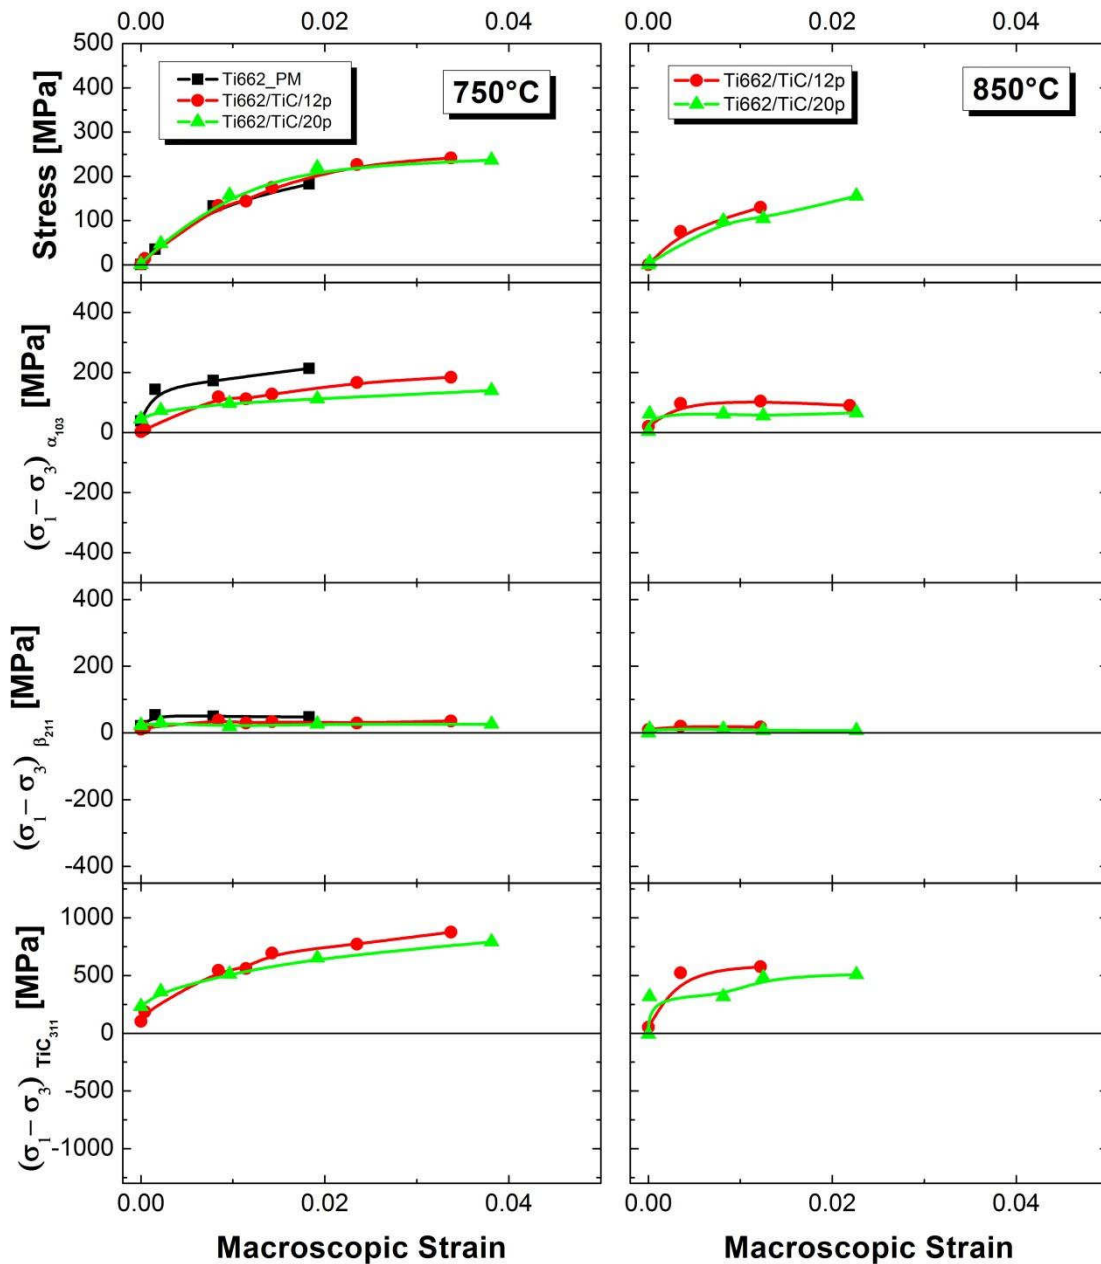 0.00 0.02 0.04 0.00 0.02 0.04
500
400
300
200
100
0
Stress [MPa]
Ti662_PM
Ti662/TiC/12p
Ti662/TiC/20p
750°C
Ti662/TiC/12p
Ti662/TiC/20p
850°C
400
200
0
-200
-400
(σ1 − σ3) α103 [MPa]
400
200
0
-200
-400
(σ1 − σ3) β211 [MPa]
1000
500
0
-500
-1000
(σ1 − σ3) TiC311 [MPa]
0.00 0.02 0.04 0.00 0.02 0.04
Macroscopic Strain Macroscopic Strain